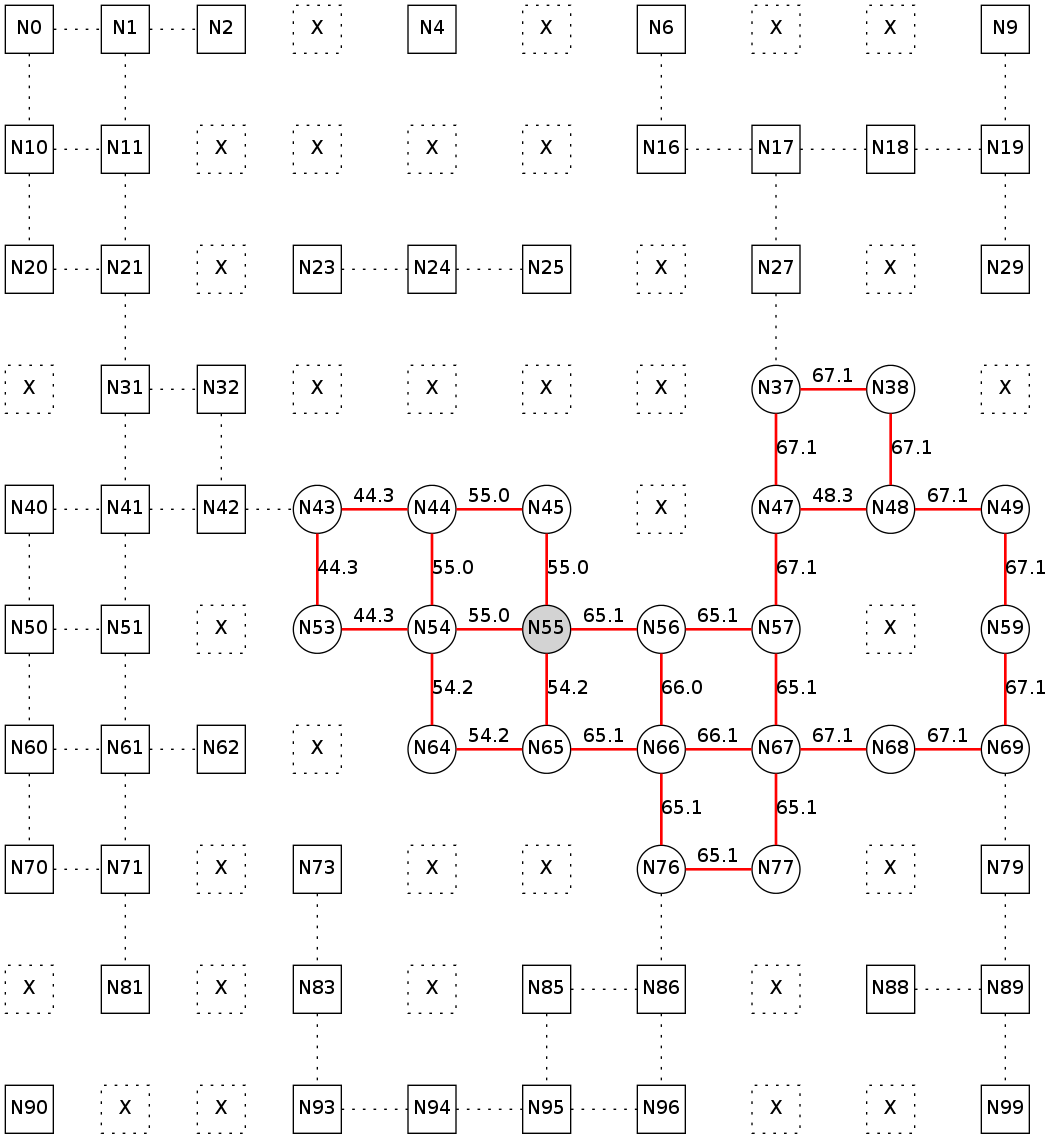 N0 N1 N2 X N4 X N6 X X N9
N10 N11 X X X X N16 N17 N18 N19
N20 N21 X N23 N24 N25 X N27 X N29
X N31 N32 X X X X N37 67.1 N38 X
67.1 67.1
N40 N41 N42 N43 44.3 N44 55.0 N45 X N47 48.3 N48 67.1 N49
44.3 55.0 55.0 67.1 67.1
N50 N51 X N53 44.3 N54 55.0 N55 65.1 N56 65.1 N57 X N59
54.2 54.2 66.0 65.1 67.1
N60 N61 N62 X N64 54.2 N65 65.1 N66 66.1 N67 67.1 N68 67.1 N69
65.1 65.1
N70 N71 X N73 X X N76 65.1 N77 X N79
X N81 X N83 X N85 N86 X N88 N89
N90 X X N93 N94 N95 N96 X X N99